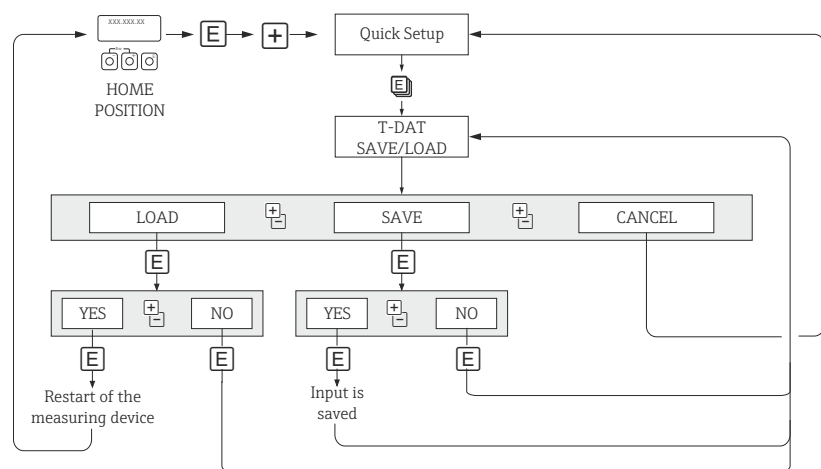 XXX.XXX.XX
Esc
E
+
Quick Setup
HOME
POSITION
E
T-DAT
SAVE/LOAD
LOAD
+
-
SAVE
+
-
CANCEL
E
E
YES
+
-
NO
YES
+
-
NO
E
E
E
E
Restart of the
measuring device
Input is
saved